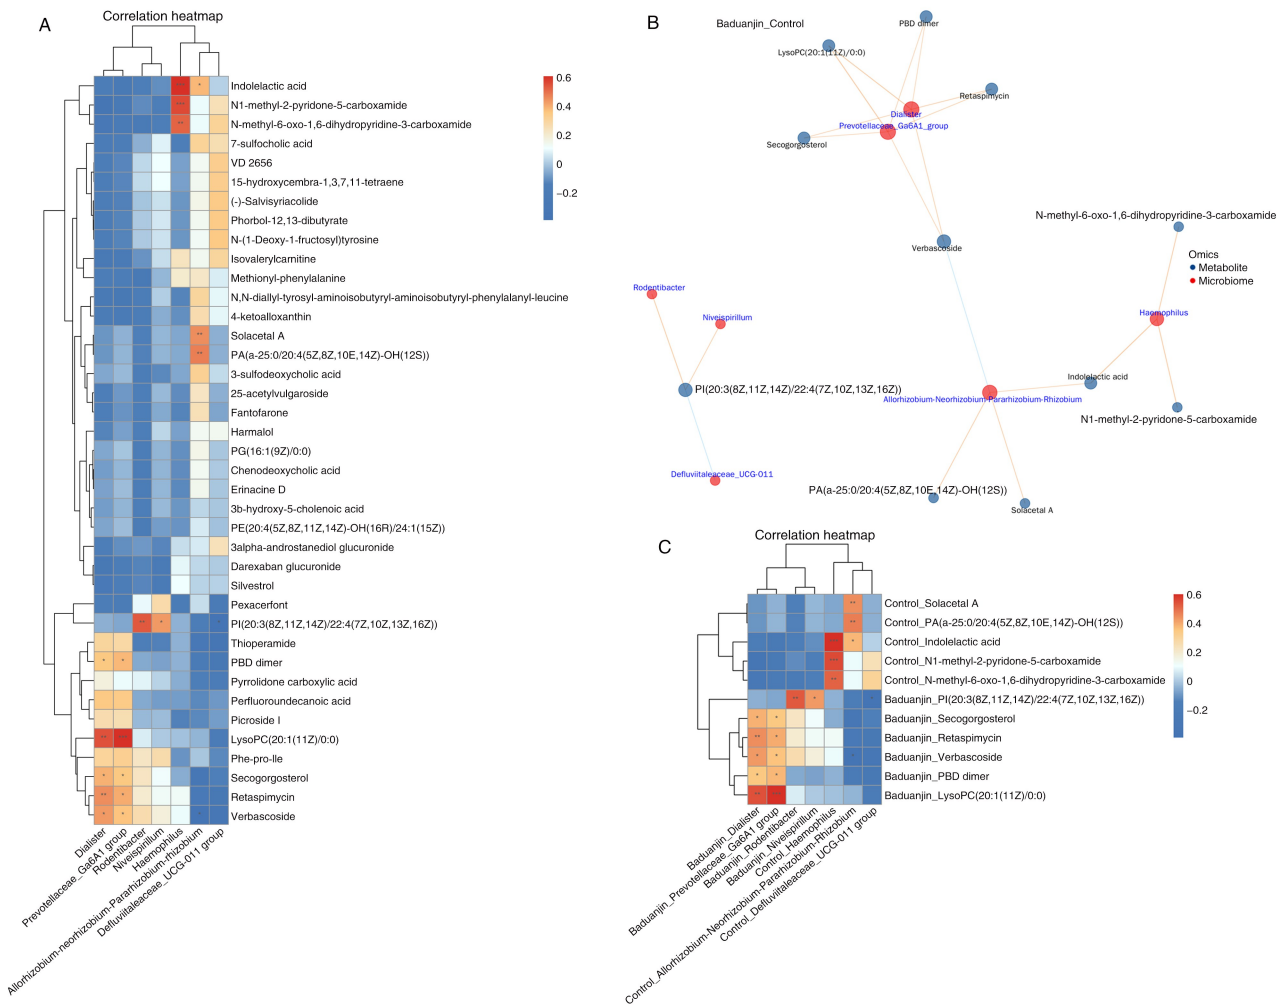 A
Correlation heatmap
Indolelactic acid
N1-methyl-2-pyridone-5-carboxamide
N-methyl-6-oxo-1,6-dihydropyridine-3-carboxamide
7-sulfocholic acid
VD 2656
15-hydroxycembra-1,3,7,11-tetraene
(-)-Salvisyriacolide
Phorbol-12,13-dibutyrate
N-(1-Deoxy-1-fructosyl)tyrosine
Isovalerylcarnitine
Methionyl-phenylalanine
N,N-diallyl-tyrosyl-aminoisobutyryl-aminoisobutyryl-phenylalanyl-leucine
4-ketoalloxanthin
Solacetal A
PA(a-25:0/20:4(5Z,8Z,10E,14Z)-OH(12S))
3-sulfodeoxycholic acid
25-acetylvulgaroside
Fantofarone
Harmalol
PG(16:1(9Z)/0:0)
Chenodeoxycholic acid
Erinacine D
3b-hydroxy-5-cholenoic acid
PE(20:4(5Z,8Z,11Z,14Z)-OH(16R)/24:1(15Z))
3alpha-androstanediol glucuronide
Darexaban glucuronide
Silvestrol
Pexacerfont
PI(20:3(8Z,11Z,14Z)/22:4(7Z,10Z,13Z,16Z))
Thioperamide
PBD dimer
Pyrrolidone carboxylic acid
Perfluoroundecanoic acid
Picroside I
LysoPC(20:1(11Z)/0:0)
Phe-pro-Ile
Secogorgosterol
Retaspimycin
Verbascoside
Dialister
Prevotellaceae_Ga6A1 group
Rodentibacter
Niveispirillum
Haemophilus
Allorhizobium-neorhizobium-Pararhizobium-rhizobium
Defluviitaleaceae_UCG-011 group
0.6
0.4
0.2
0
−0.2
B
Baduanjin_Control
PBD dimer
LysoPC(20:1(11Z)/0:0)
Retaspimycin
Dialister
Prevotellaceae_Ga6A1_group
Secogorgosterol
Verbascoside
N-methyl-6-oxo-1,6-dihydropyridine-3-carboxamide
Omics
Metabolite
Microbiome
Rodentibacter
Niveispirillum
Haemophilus
PI(20:3(8Z,11Z,14Z)/22:4(7Z,10Z,13Z,16Z))
Indolelactic acid
Allorhizobium-Neorhizobium-Pararhizobium-Rhizobium
N1-methyl-2-pyridone-5-carboxamide
Defluviitaleaceae_UCG-011
PA(a-25:0/20:4(5Z,8Z,10E,14Z)-OH(12S))
Solacetal A
C
Correlation heatmap
Control_Solacetal A
Control_PA(a-25:0/20:4(5Z,8Z,10E,14Z)-OH(12S))
Control_Indolelactic acid
Control_N1-methyl-2-pyridone-5-carboxamide
Control_N-methyl-6-oxo-1,6-dihydropyridine-3-carboxamide
Baduanjin_PI(20:3(8Z,11Z,14Z)/22:4(7Z,10Z,13Z,16Z))
Baduanjin_Secogorgosterol
Baduanjin_Retaspimycin
Baduanjin_Verbascoside
Baduanjin_PBD dimer
Baduanjin_LysoPC(20:1(11Z)/0:0)
Baduanjin_Dialister
Baduanjin_Prevotellaceae_Ga6A1 group
Baduanjin_Rodentibacter
Baduanjin_Niveispirillum
Control_Haemophilus
Control_Allorhizobium-Neorhizobium-Pararhizobium-Rhizobium
Control_Defluviitaleaceae_UCG-011 group
0.6
0.4
0.2
0
−0.2